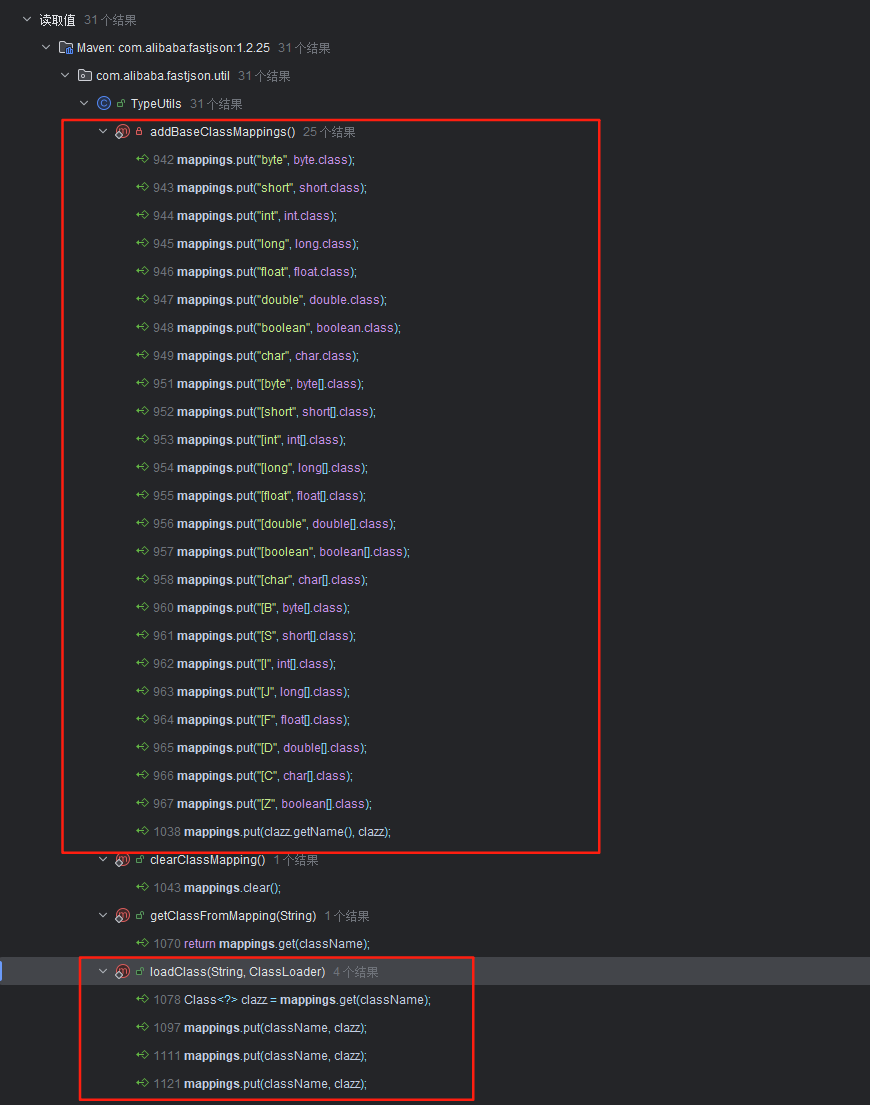 读取值 31个结果
Maven: com.alibaba:fastjson:1.2.25 31个结果
com.alibaba.fastjson.util 31个结果
TypeUtils 31个结果
addBaseClassMappings() 25个结果
942 mappings.put("byte", byte.class);
943 mappings.put("short", short.class);
944 mappings.put("int", int.class);
945 mappings.put("long", long.class);
946 mappings.put("float", float.class);
947 mappings.put("double", double.class);
948 mappings.put("boolean", boolean.class);
949 mappings.put("char", char.class);
951 mappings.put("[byte", byte[].class);
952 mappings.put("[short", short[].class);
953 mappings.put("[int", int[].class);
954 mappings.put("[long", long[].class);
955 mappings.put("[float", float[].class);
956 mappings.put("[double", double[].class);
957 mappings.put("[boolean", boolean[].class);
958 mappings.put("[char", char[].class);
960 mappings.put("[B", byte[].class);
961 mappings.put("[S", short[].class);
962 mappings.put("[I", int[].class);
963 mappings.put("[J", long[].class);
964 mappings.put("[F", float[].class);
965 mappings.put("[D", double[].class);
966 mappings.put("[C", char[].class);
967 mappings.put("[Z", boolean[].class);
1038 mappings.put(clazz.getName(), clazz);
clearClassMapping() 1个结果
1043 mappings.clear();
getClassFromMapping(String) 1个结果
1070 return mappings.get(className);
loadClass(String, ClassLoader) 4个结果
1078 Class<?> clazz = mappings.get(className);
1097 mappings.put(className, clazz);
1111 mappings.put(className, clazz);
1121 mappings.put(className, clazz);